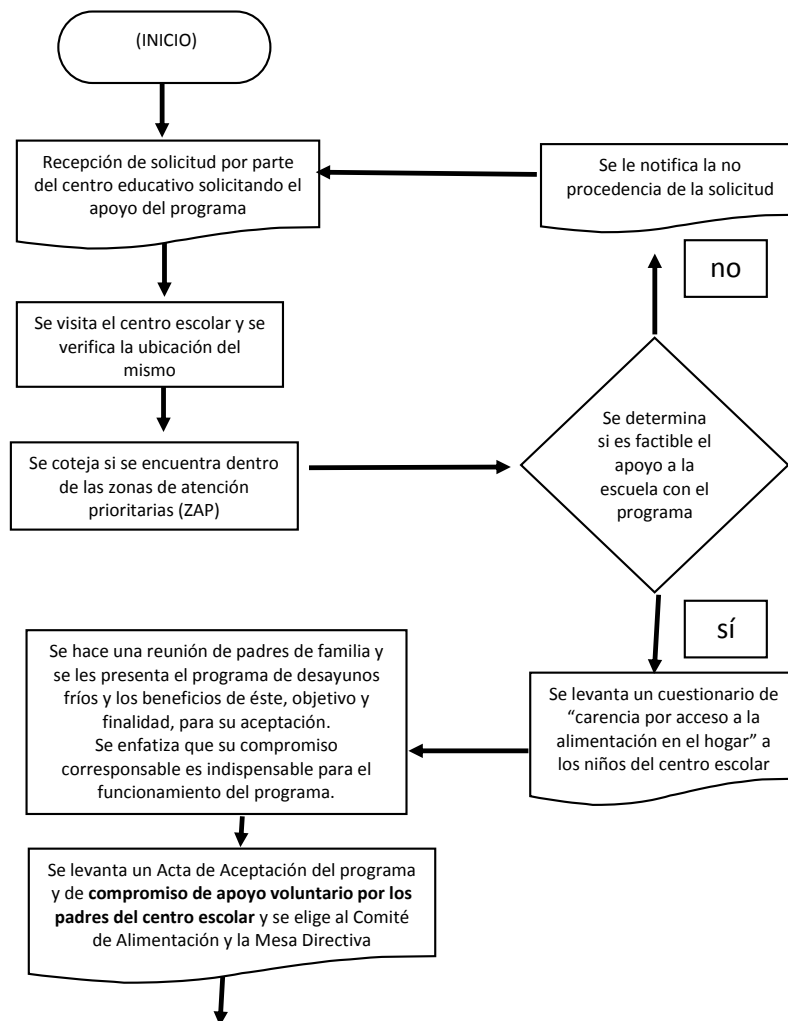 (INICIO)
Recepción de solicitud por parte
del centro educativo solicitando el
apoyo del programa
Se le notifica la no
procedencia de la solicitud
no
Se visita el centro escolar y se
verifica la ubicación del
mismo
Se coteja si se encuentra dentro
de las zonas de atención
prioritarias (ZAP)
Se determina
si es factible el
apoyo a la
escuela con el
programa
sí
Se levanta un cuestionario de
“carencia por acceso a la
alimentación en el hogar” a
los niños del centro escolar
Se hace una reunión de padres de familia y
se les presenta el programa de desayunos
fríos y los beneficios de éste, objetivo y
finalidad, para su aceptación.
Se enfatiza que su compromiso
corresponsable es indispensable para el
funcionamiento del programa.
Se levanta un Acta de Aceptación del programa
y de compromiso de apoyo voluntario por los
padres del centro escolar y se elige al Comité
de Alimentación y la Mesa Directiva